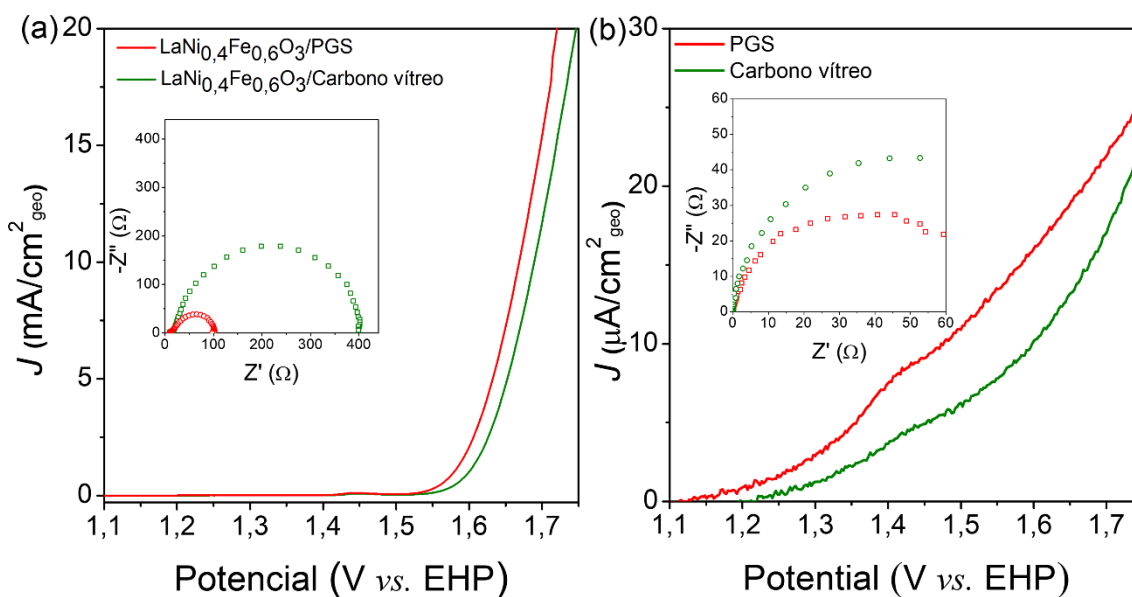 (a)
LaNi0,4Fe0,6O3/PGS
LaNi0,4Fe0,6O3/Carbono vítreo
J (mA/cm2 geo)
20
15
10
5
0
1,1 1,2 1,3 1,4 1,5 1,6 1,7
Potencial (V vs. EHP)
-Z" (Ω)
400
300
200
100
0
0 100 200 300 400
Z' (Ω)
(b)
PGS
Carbono vítreo
J (μA/cm2 geo)
30
20
10
0
1,1 1,2 1,3 1,4 1,5 1,6 1,7
Potential (V vs. EHP)
-Z" (Ω)
60
50
40
30
20
10
0
0 10 20 30 40 50 60
Z' (Ω)